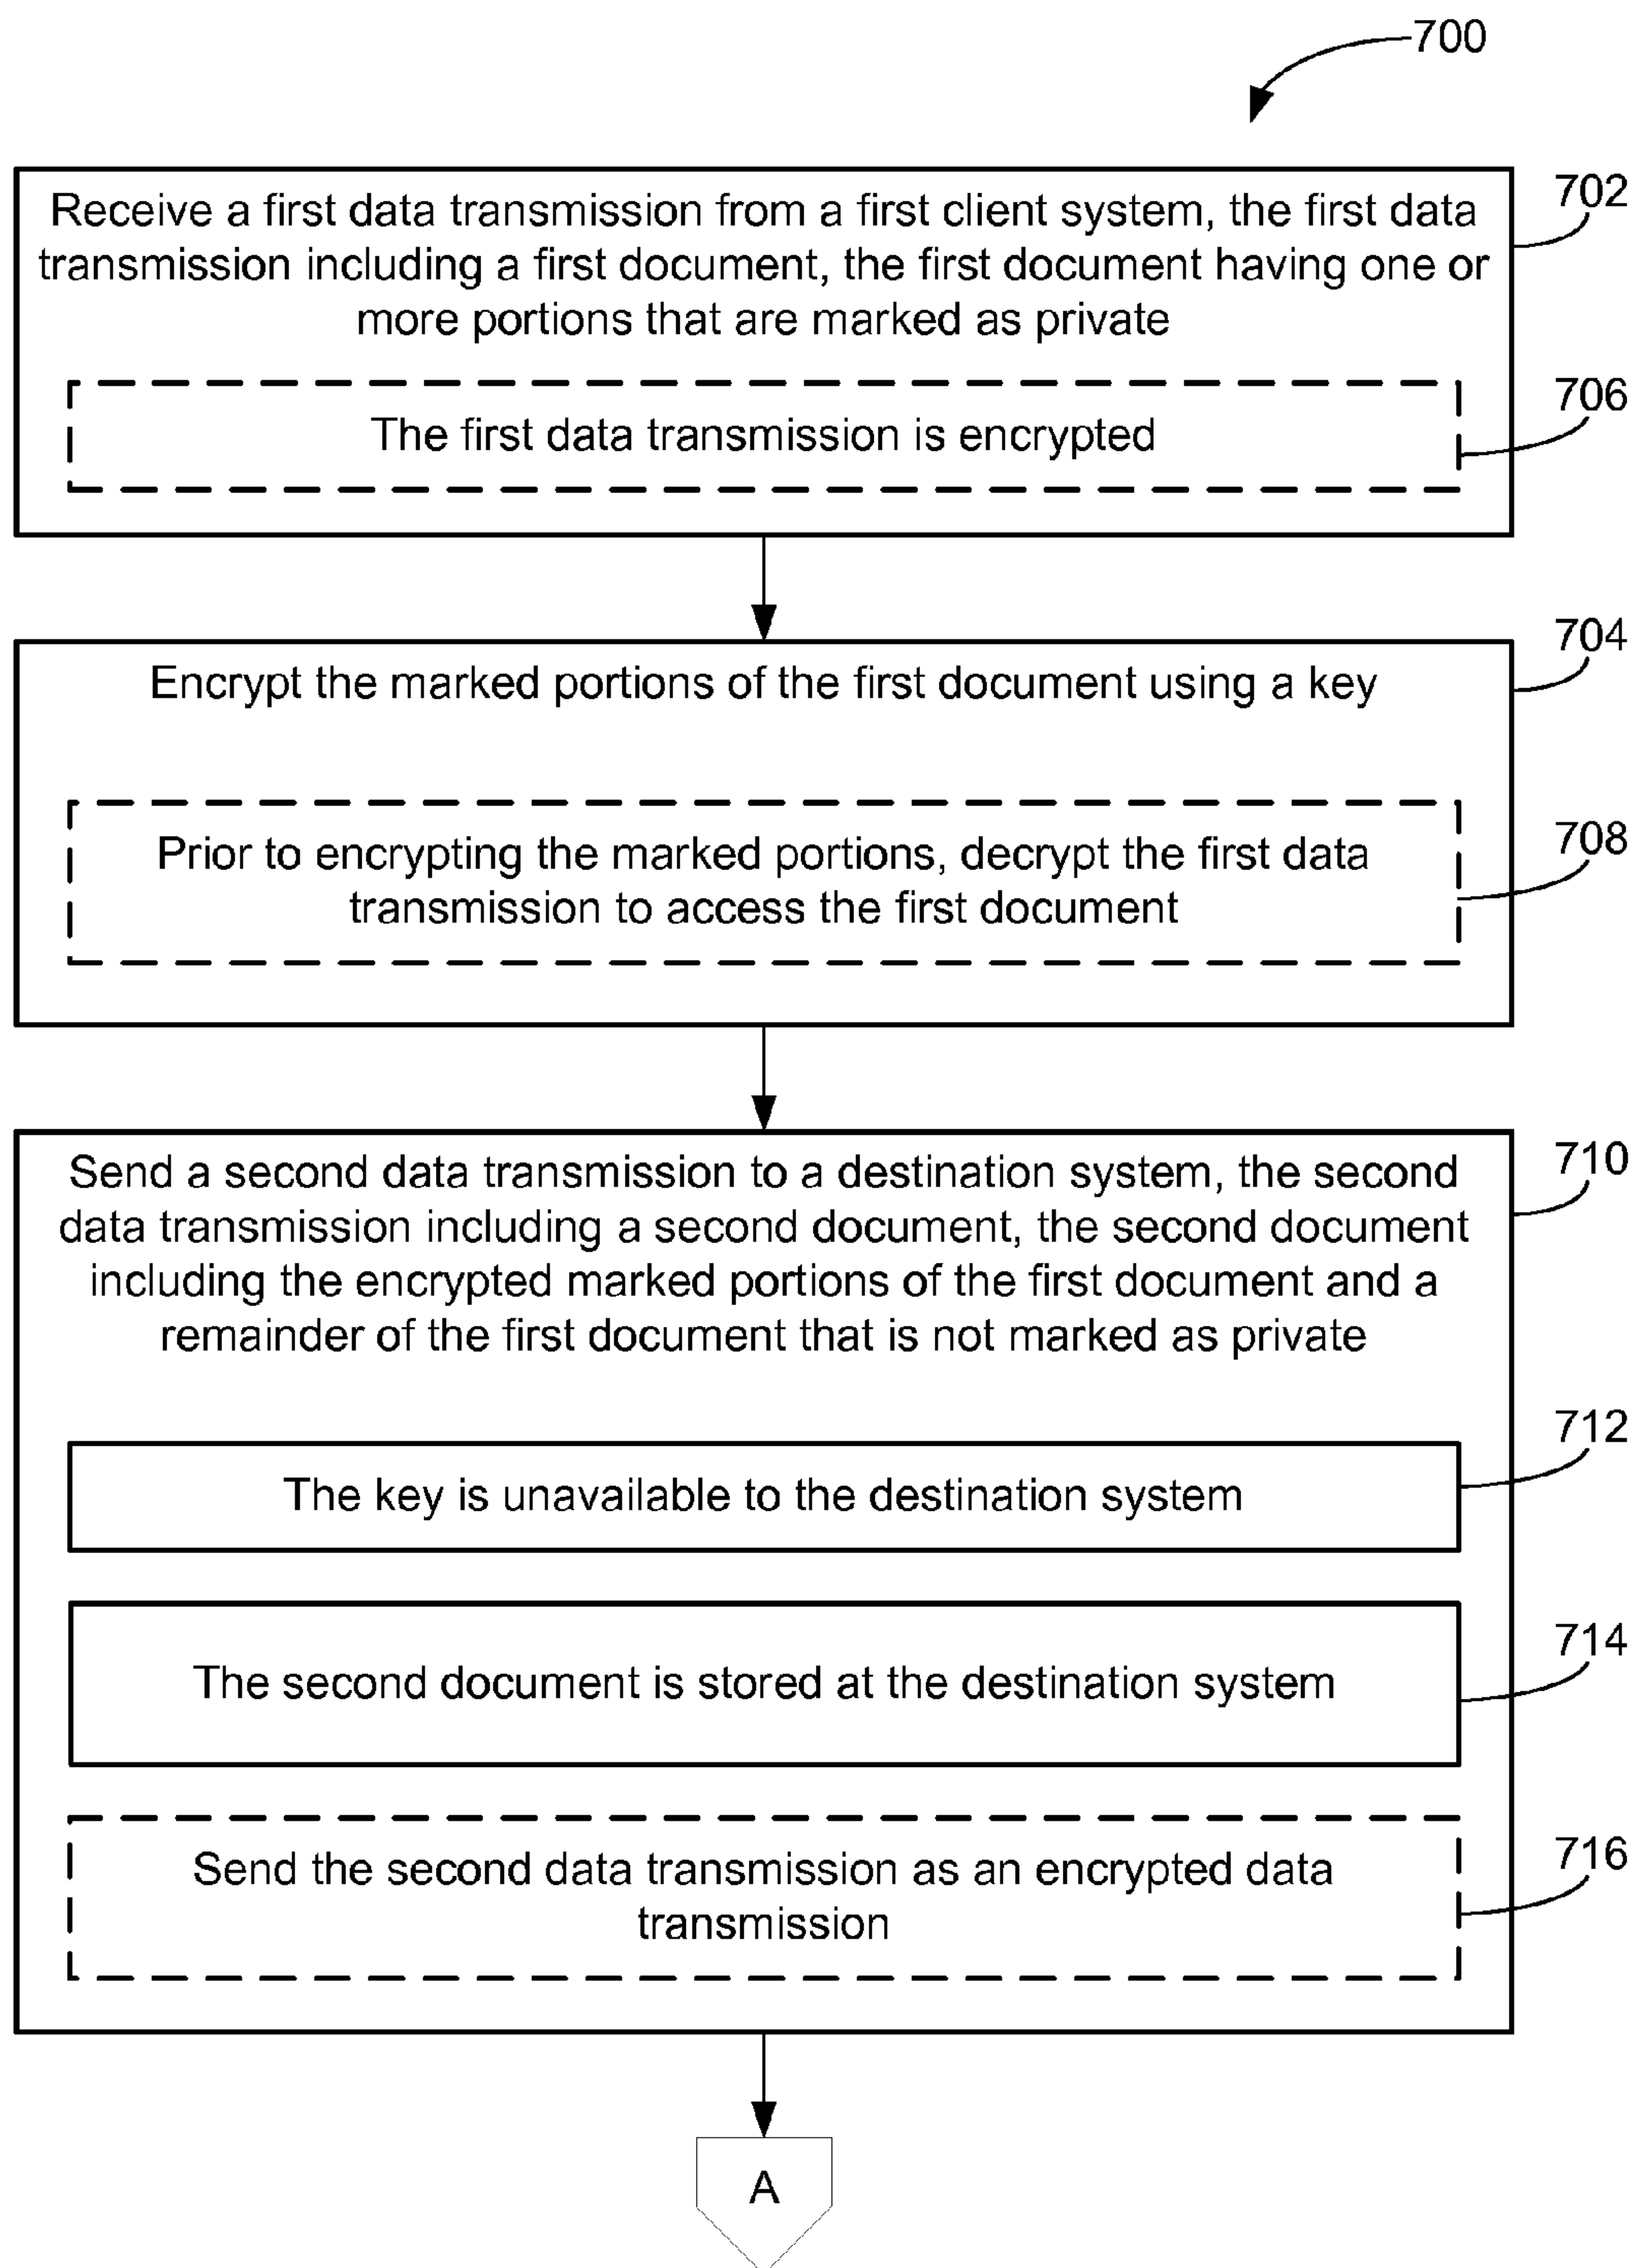 700
702
Receive a first data transmission from a first client system, the first data
transmission including a first document, the first document having one or
more portions that are marked as private
706
The first data transmission is encrypted
704
Encrypt the marked portions of the first document using a key
708
Prior to encrypting the marked portions, decrypt the first data
transmission to access the first document
710
Send a second data transmission to a destination system, the second
data transmission including a second document, the second document
including the encrypted marked portions of the first document and a
remainder of the first document that is not marked as private
712
The key is unavailable to the destination system
714
The second document is stored at the destination system
716
Send the second data transmission as an encrypted data
transmission
A